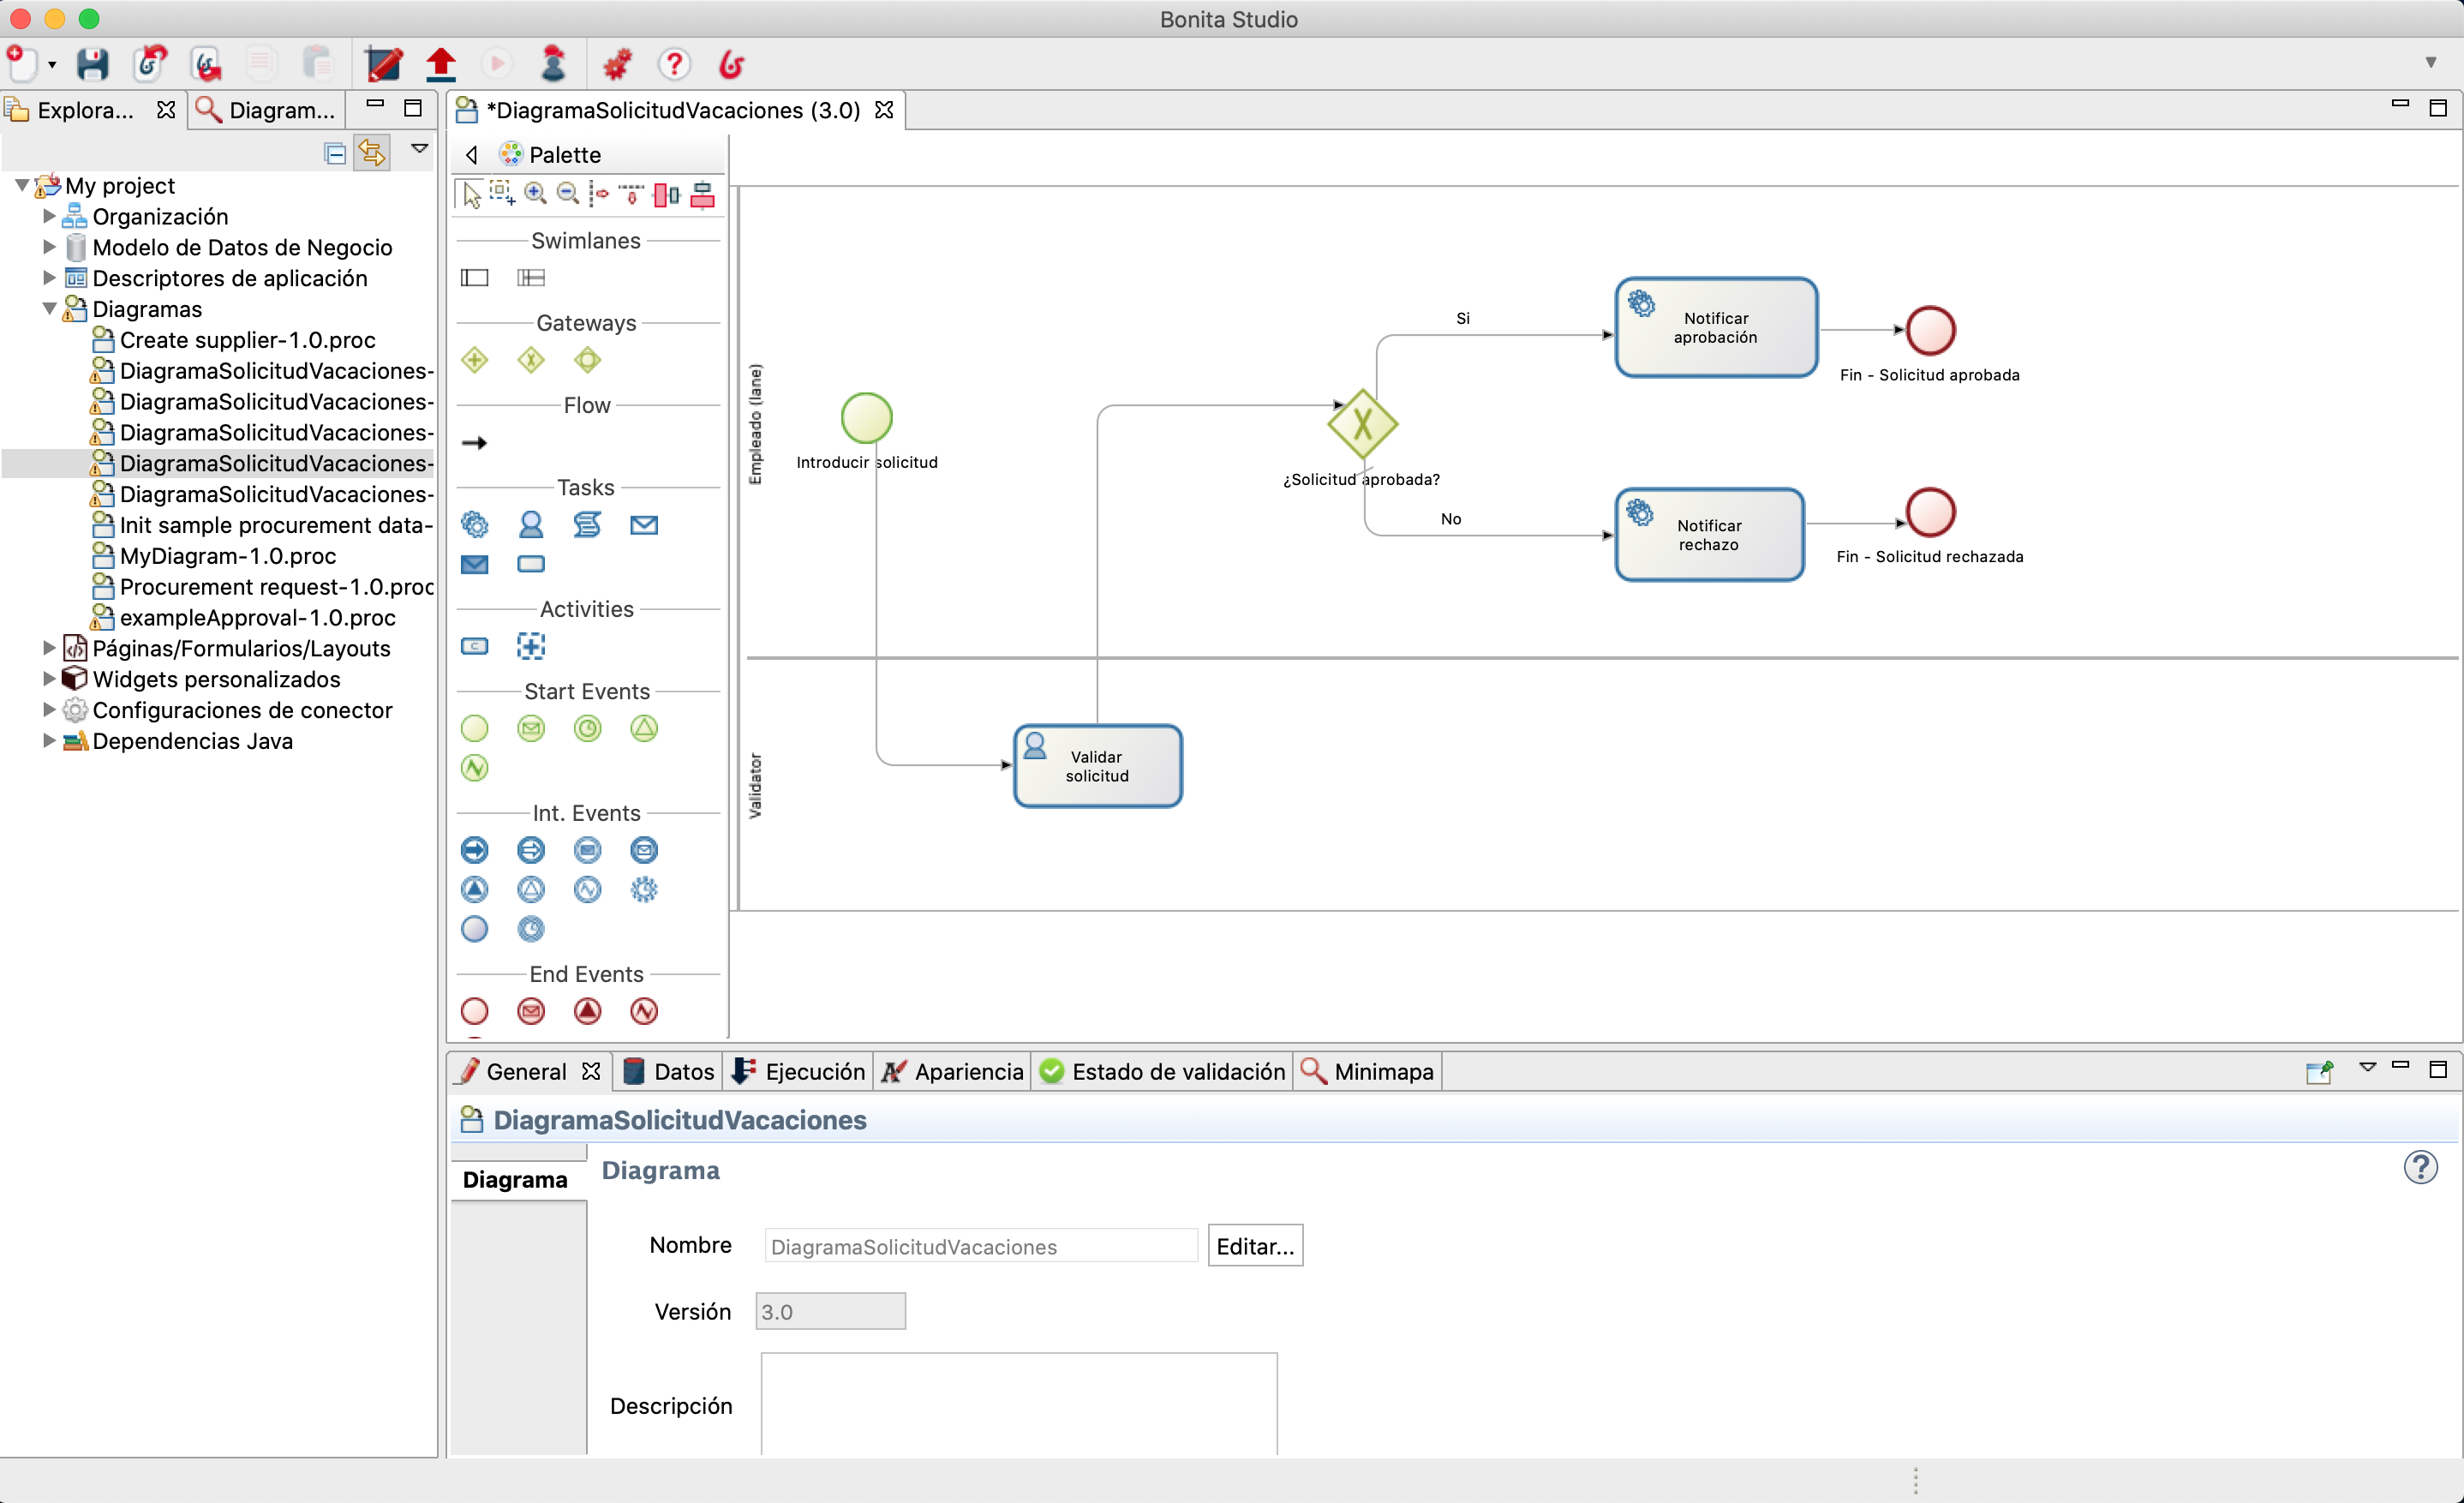 Bonita Studio
Explora...
Diagram...
*DiagramaSolicitudVacaciones (3.0)
My project
Organización
Modelo de Datos de Negocio
Descriptores de aplicación
Diagramas
Create supplier-1.0.proc
DiagramaSolicitudVacaciones-
DiagramaSolicitudVacaciones-
DiagramaSolicitudVacaciones-
DiagramaSolicitudVacaciones-
DiagramaSolicitudVacaciones-
Init sample procurement data-
MyDiagram-1.0.proc
Procurement request-1.0.proc
exampleApproval-1.0.proc
Páginas/Formularios/Layouts
Widgets personalizados
Configuraciones de conector
Dependencias Java
Palette
Swimlanes
Gateways
Flow
Tasks
Activities
Start Events
Int. Events
End Events
Empleado (lane)
Introducir solicitud
¿Solicitud aprobada?
Si
No
Notificar
aprobación
Fin - Solicitud aprobada
Notificar
rechazo
Fin - Solicitud rechazada
Validator
Validar
solicitud
General
Datos
Ejecución
Apariencia
Estado de validación
Minimapa
DiagramaSolicitudVacaciones
Diagrama
Diagrama
Nombre
DiagramaSolicitudVacaciones
Editar...
Versión
3.0
Descripción